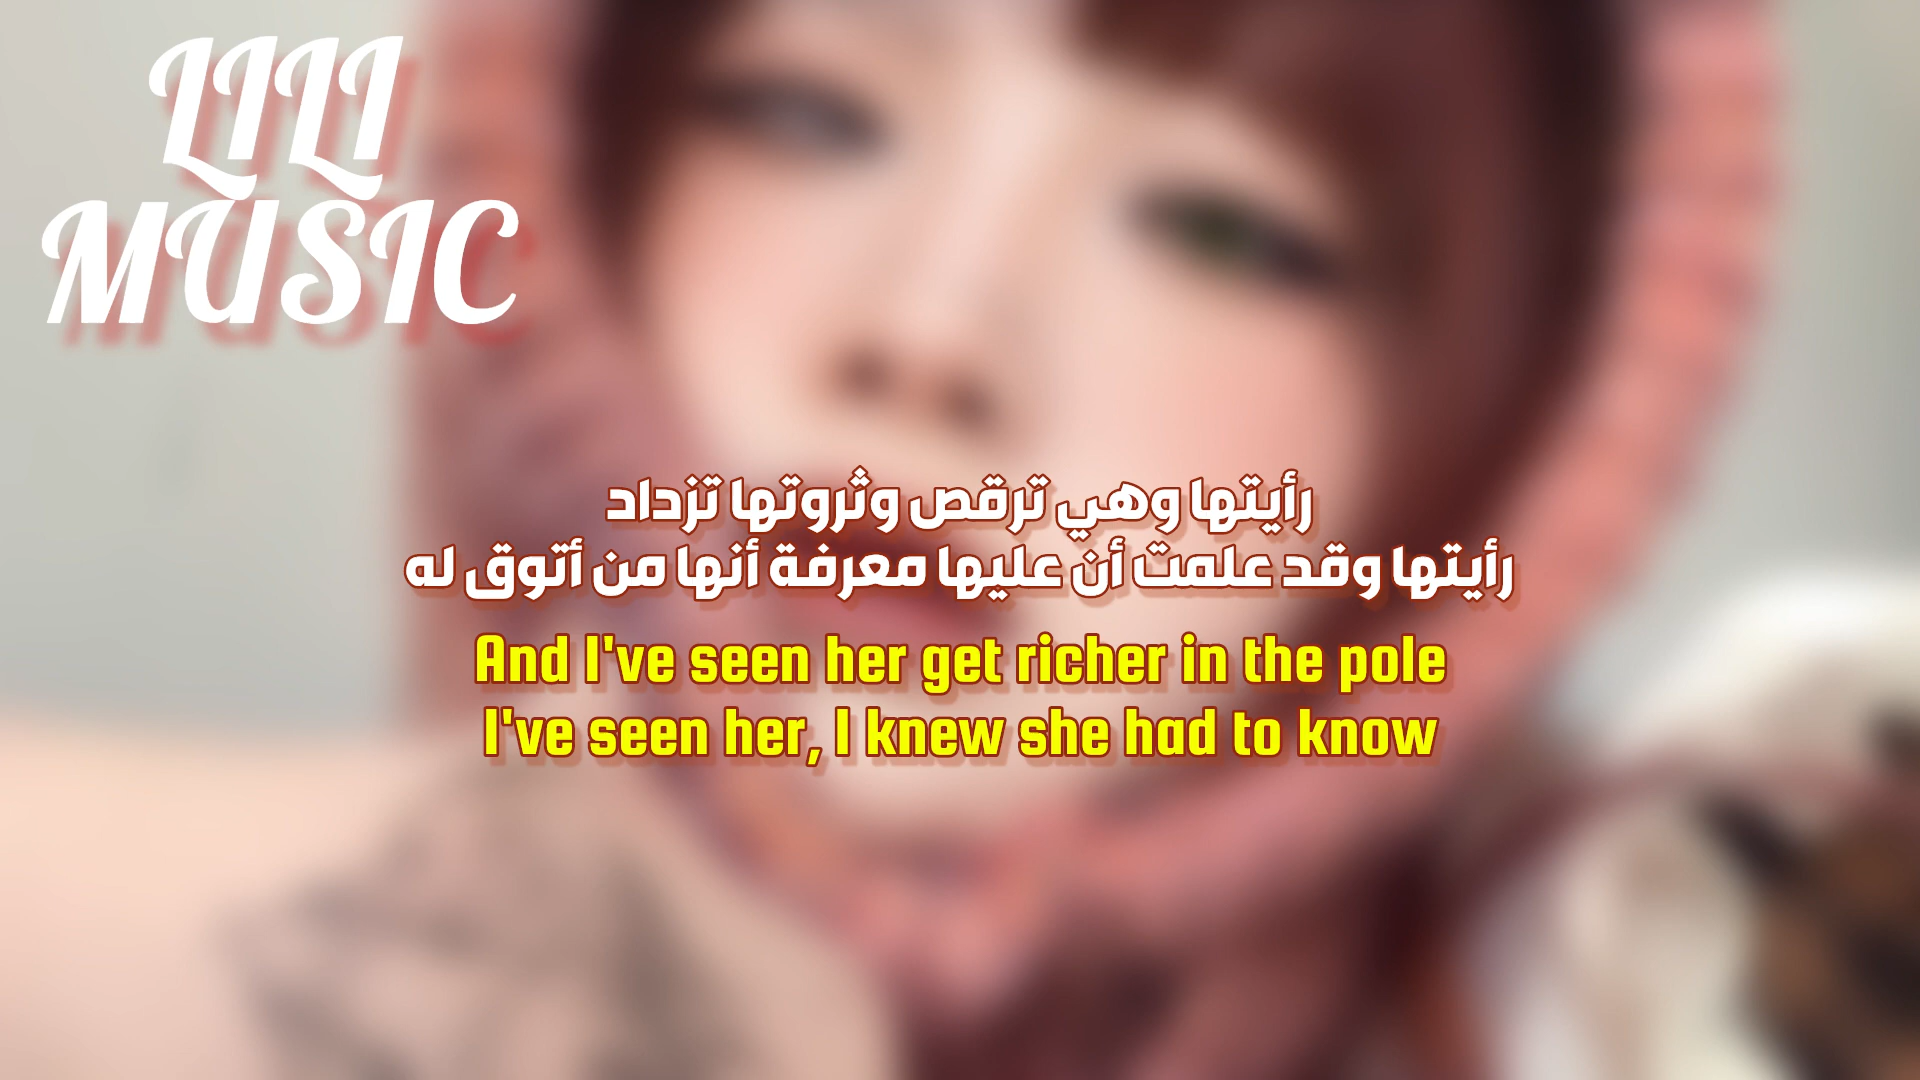 LILI
MUSIC
رأيتها وهي ترقص وثروتها تزداد
رأيتها وقد علمت أن عليها معرفة أنها من أتوق له
And I've seen her get richer in the pole
I've seen her, I knew she had to know